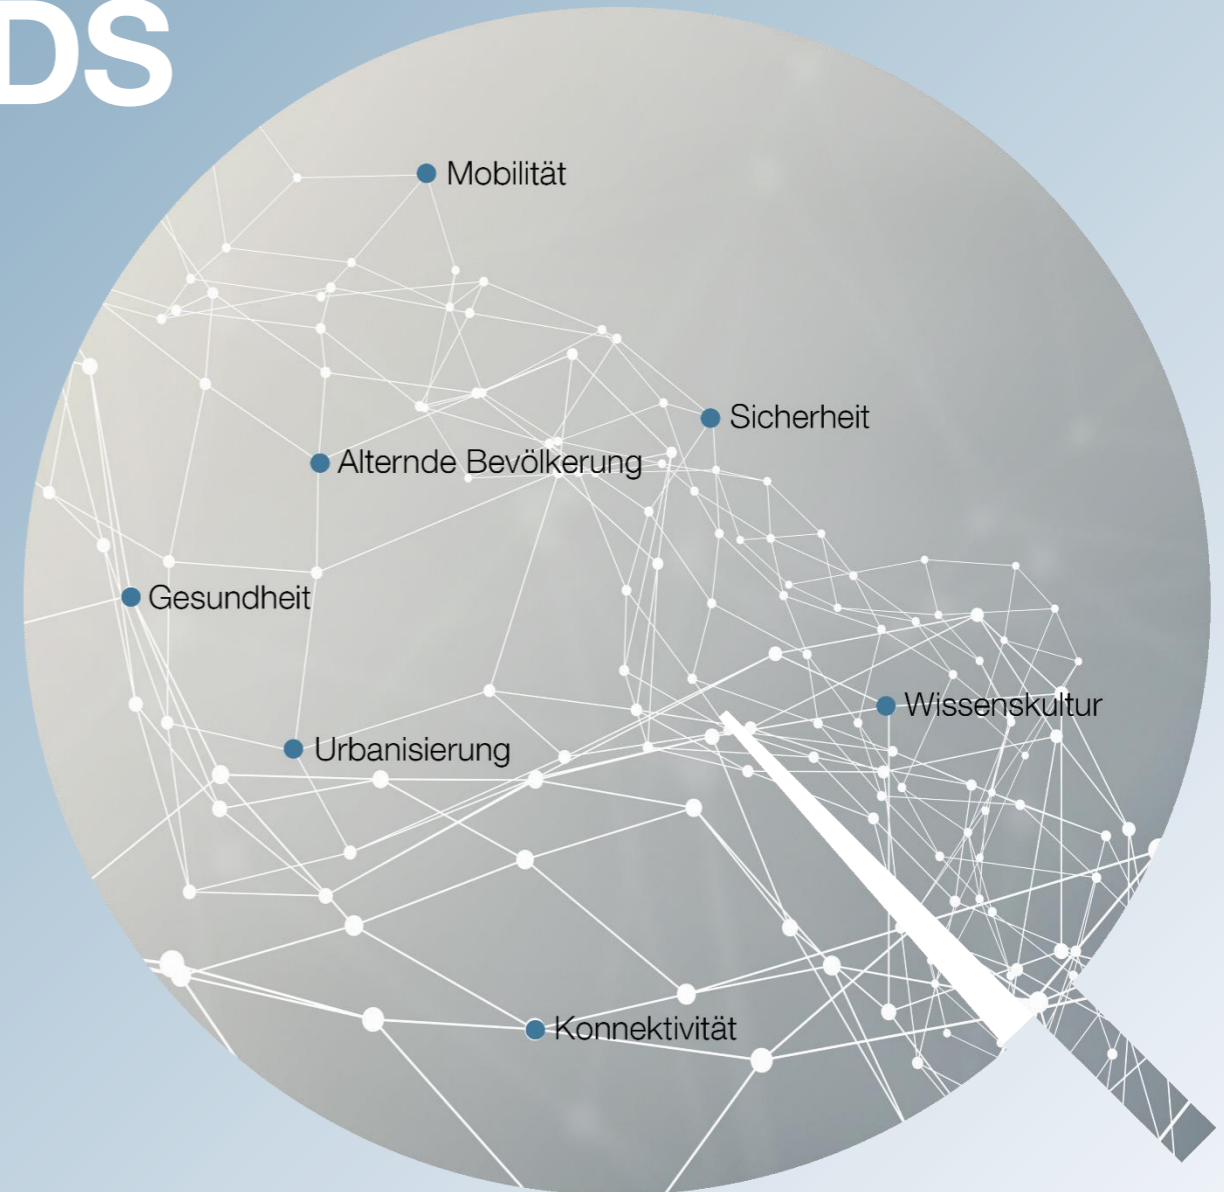 DS
Mobilität
Sicherheit
Alternde Bevölkerung
Gesundheit
Wissenskultur
Urbanisierung
Konnektivität